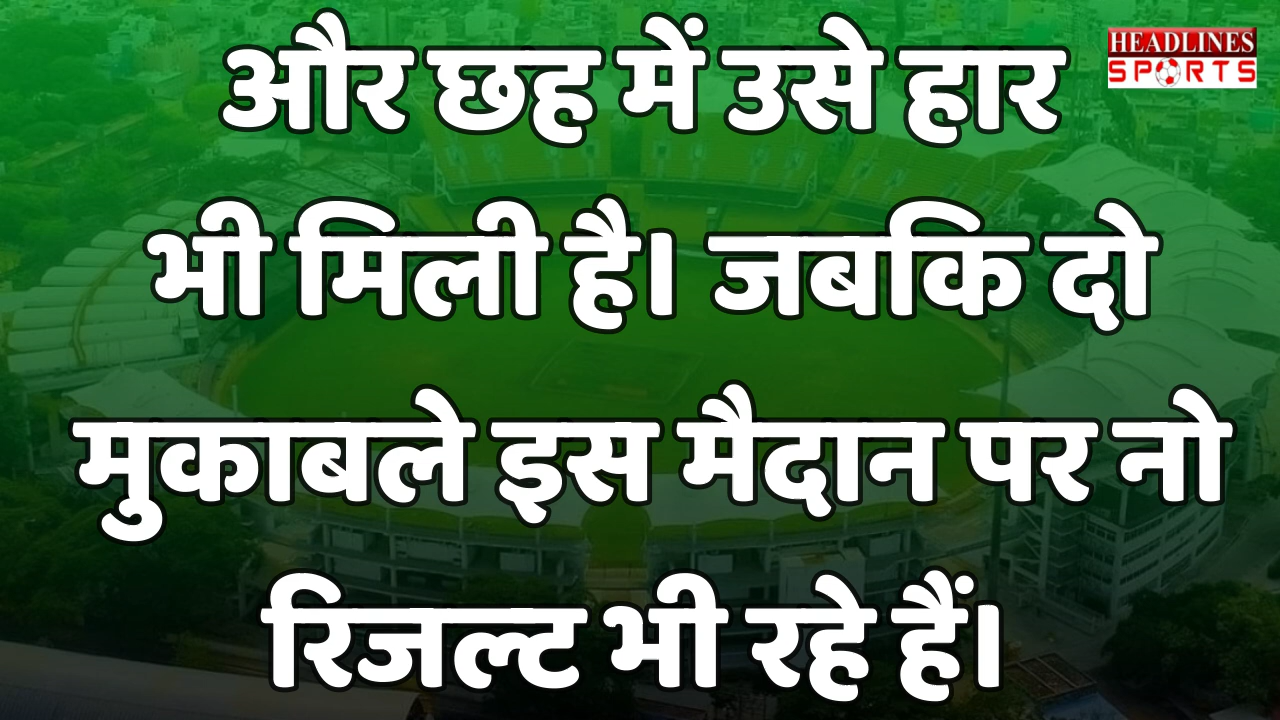 HEADLINES
SPORTS
और छह में उसे हार
भी मिली है। जबकि दो
मुकाबले इस मैदान पर नो
रिजल्ट भी रहे हैं।